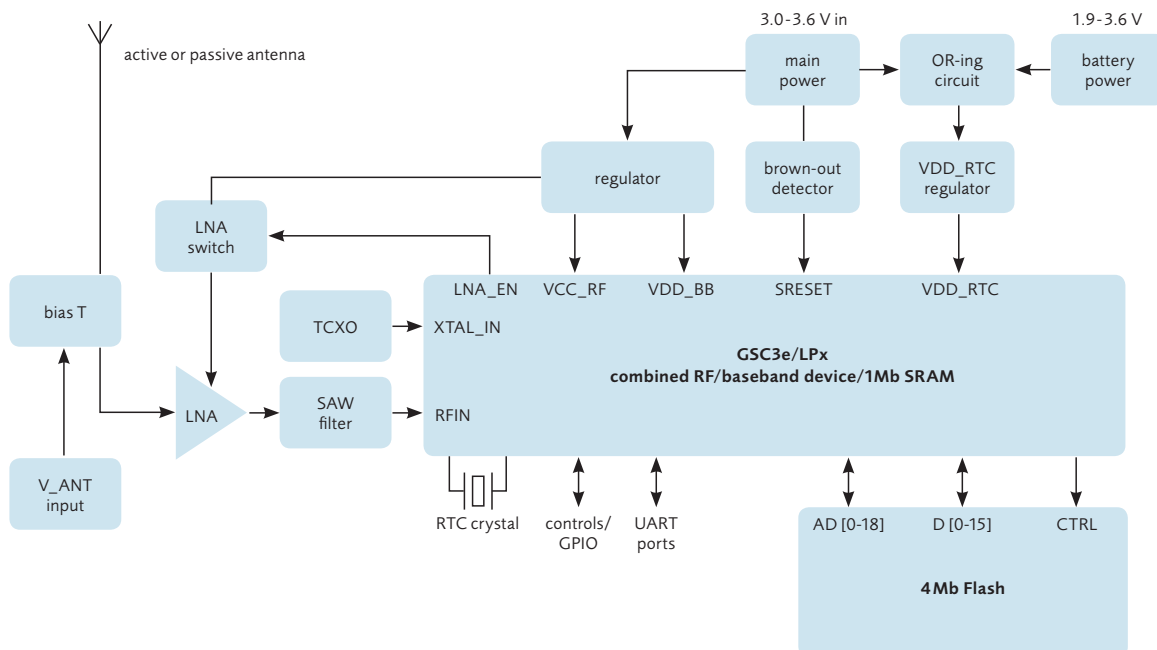 3.0-3.6 V in
1.9-3.6 V
active or passive antenna
main
power
OR-ing
circuit
battery
power
regulator
brown-out
detector
VDD_RTC
regulator
LNA
switch
bias T
LNA_EN
VCC_RF
VDD_BB
SRESET
VDD_RTC
TCXO
XTAL_IN
GSC3e/LPx
combined RF/baseband device/1Mb SRAM
LNA
SAW
filter
RFIN
V_ANT
input
RTC crystal
controls/
GPIO
UART
ports
AD [0-18]
D [0-15]
CTRL
4Mb Flash